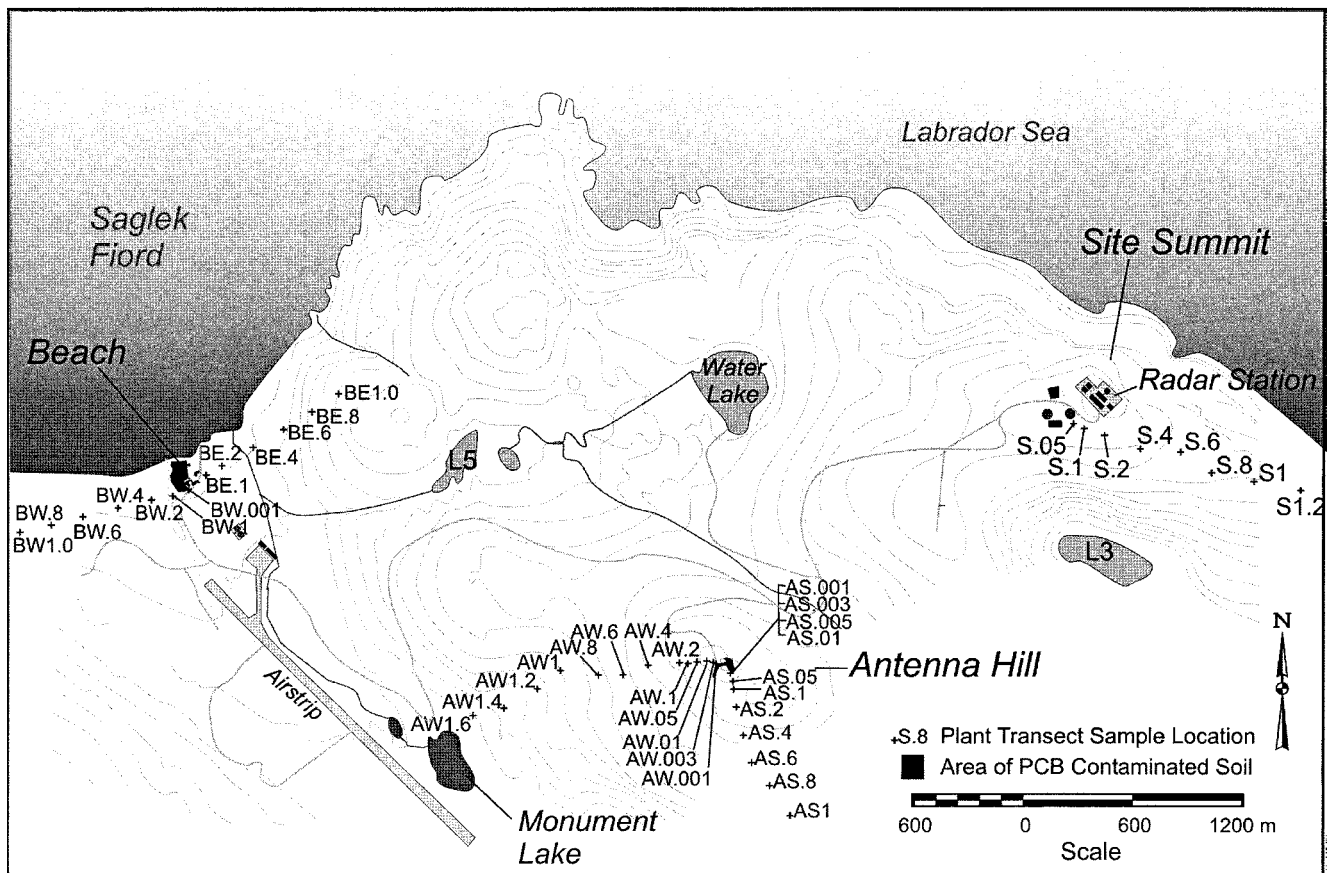 Labrador Sea
Saglek
Fiord
Site Summit
Beach
Radar Station
Water
Lake
BE1:0
BE.8
BE.6
BE.4
BE.2
BE.1
L5
S.05
S.1
S.2
S.4
S.6
S.8
S1
S1.2
BW.001
BW.1
BW.2
BW.4
BW.6
BW.8
BW1.0
L3
AS.001
AS.003
AS.005
AS.01
Antenna Hill
AS.05
AS.1
AS.2
AS.4
AS.6
AS.8
AS1
AW.6
AW.4
AW.8
AW.2
AW1
AW1.2
AW1.4
AW1.6
AW.1
AW.05
AW.01
AW.003
AW.001
Airstrip
Monument
Lake
N
S.8 Plant Transect Sample Location
Area of PCB Contaminated Soil
600 0 600 1200 m
Scale